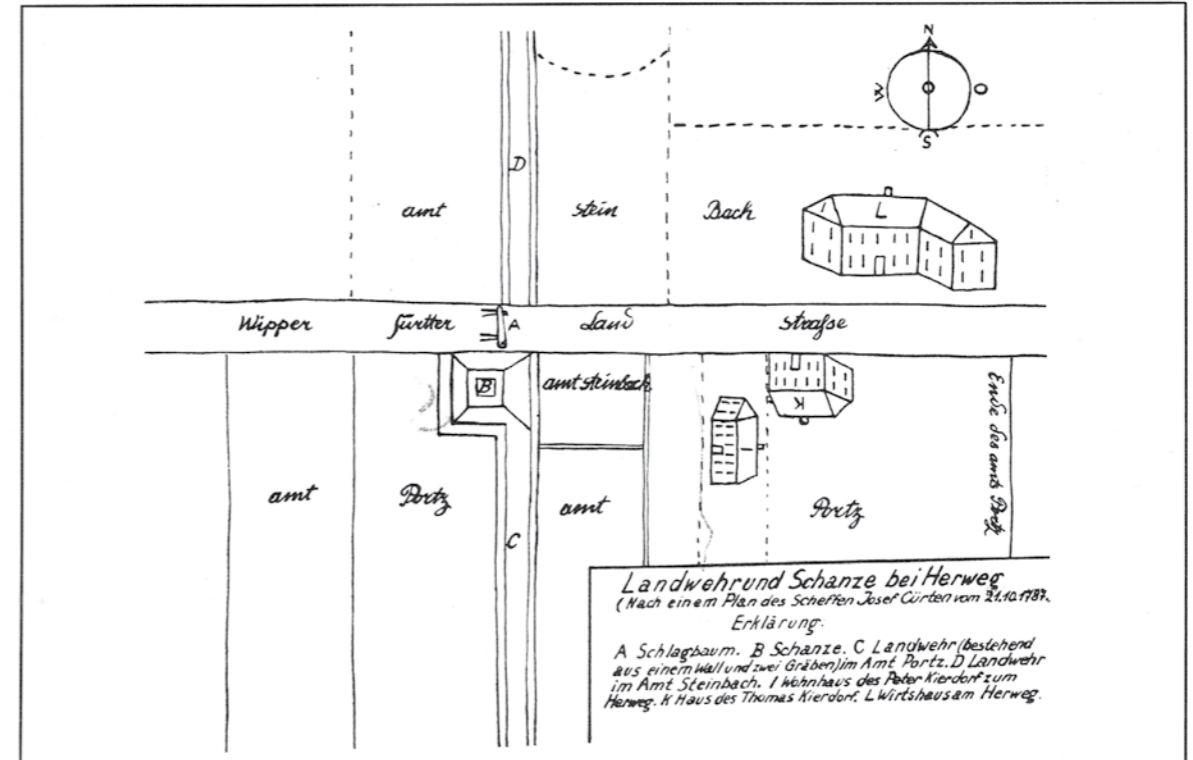 N
W O
S
D
amt stein Bach L
Wipper fürtter A Land straſse
B amt steinbach K Ende des amts Portz
amt Portz amt Portz
C
Landwehr und Schanze bei Herweg
(Nach einem Plan des Scheffen Josef Cürten vom 21.10.1787.
Erklärung.
A Schlagbaum. B Schanze. C Landwehr (bestehend
aus einem Wall und zwei Gräben) im Amt Portz. D Landwehr
im Amt Steinbach. I Wohnhaus des Peter Kierdorf zum
Herweg. K Haus des Thomas Kierdorf. L Wirtshaus am Herweg.